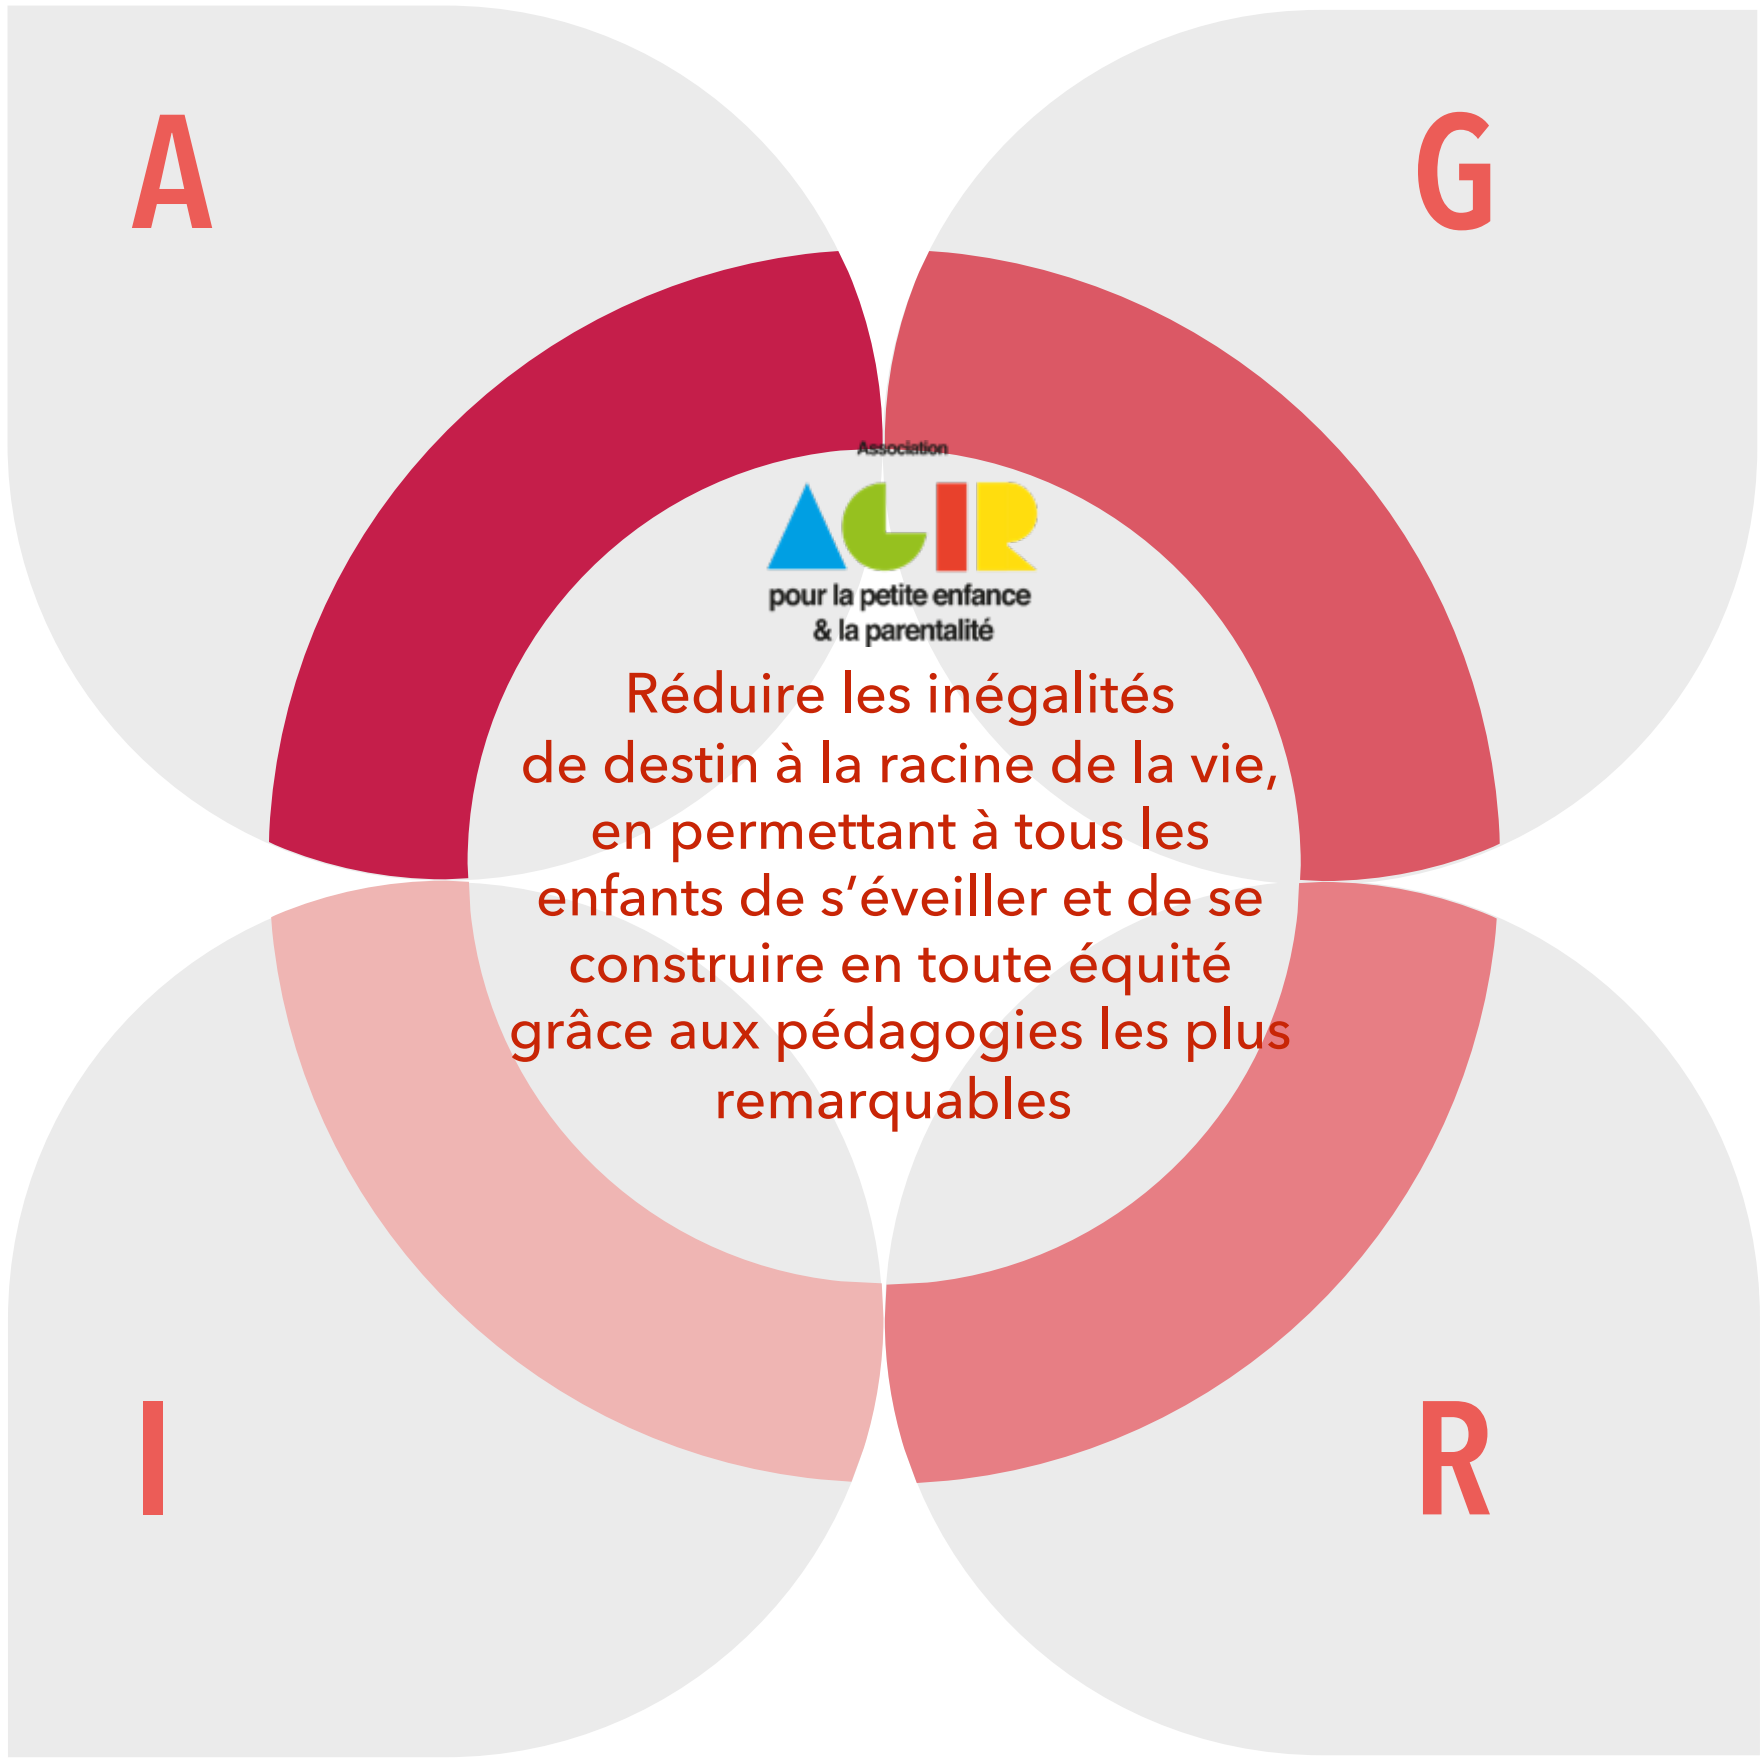 A
G
Association
AGIR
pour la petite enfance
& la parentalité
Réduire les inégalités
de destin à la racine de la vie,
en permettant à tous les
enfants de s’éveiller et de se
construire en toute équité
grâce aux pédagogies les plus
remarquables
I
R